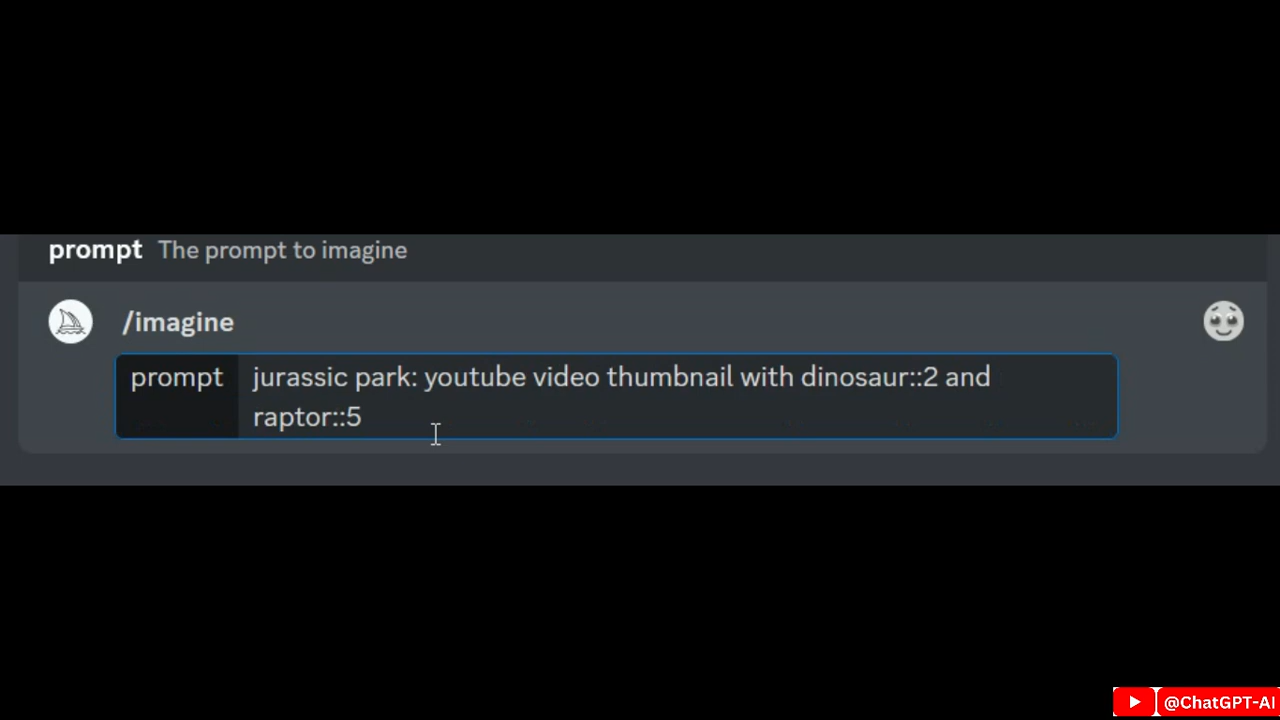 prompt The prompt to imagine
/imagine
prompt jurassic park: youtube video thumbnail with dinosaur::2 and
raptor::5
@ChatGPT-AI